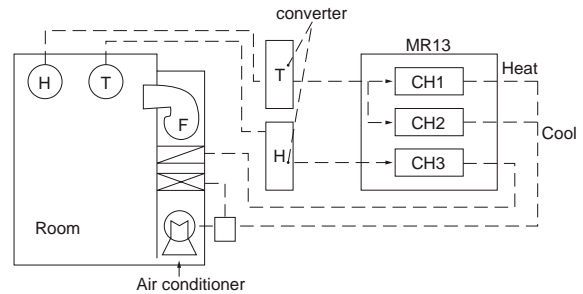 converter
MR13
H
T
T
CH1
Heat
F
CH2
Cool
H
CH3
Room
M
Air conditioner